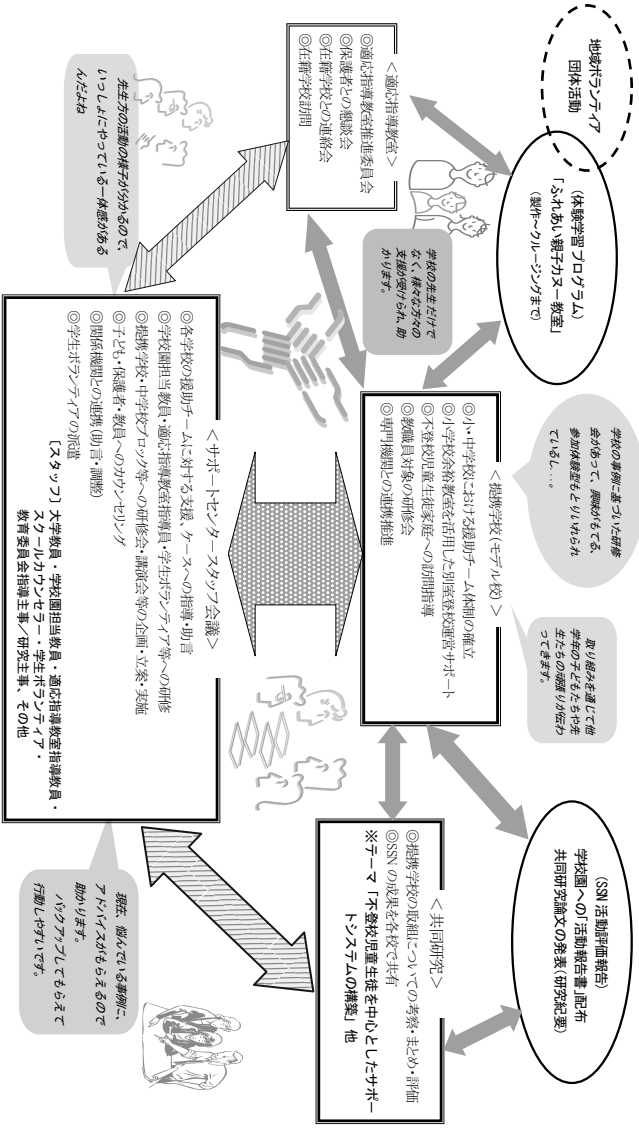 地域ボランティア
団体活動
（体験学習 プログラム）
「ふれあい親子カヌー教室」
（製作～クルージングまで）
＜適応指導教室＞
◎適応指導教室推進委員会
◎保護者との懇談会
◎在籍学校との連絡会
◎在籍学校訪問
先生方の活動の様子が分かるので、
いっしょにやっている一体感がある
んだよね
学校の先生だけで
なく、様々な方々の
支援が受けられ、助
かります。
学校の事例に基づいた研修
会があって、興味がもてる、
参加体験型もとりいれられ
ているし．．。
取り組みを通じて他
学年の子どもたちや先
生たちの頑張りが伝わ
ってきます。
＜提携学校（モデル校）＞
◎小・中学校における援助チーム体制の確立
◎小学校余裕教室を活用した別室登校運営サポート
◎不登校児童生徒家庭への訪問指導
◎教職員対象の研修会
◎専門機関との連携推進
（SSN 活動評価報告）
学校園への「活動報告書」配布
共同研究論文の発表（研究紀要）
＜サポートセンタースタッフ会議＞
◎各学校の援助チームに対する支援、ケースへの指導・助言
◎学校園担当教員・適応指導教室指導員・学生ボランティア等への研修
◎提携学校・中学校ブロック等への研修会・講演会等の企画・立案・実施
◎子ども・保護者・教員へのカウンセリング
◎関係機関との連携（助言・調整）
◎学生ボランティアの派遣
［スタッフ］大学教員・学校園担当教員・適応指導教室指導教員・
スクールカウンセラー・学生ボランティア・
教育委員会指導主事／研究主事、その他
＜共同研究＞
◎提携学校の取組についての考察・まとめ・評価
◎SSN の成果を各校で共有
※テーマ「不登校児童生徒を中心としたサポー
トシステムの構築」他
現在、悩んでいる事例に、
アドバイスがもらえるので
助かります。
バックアップしてもらえて
行動しやすいです。